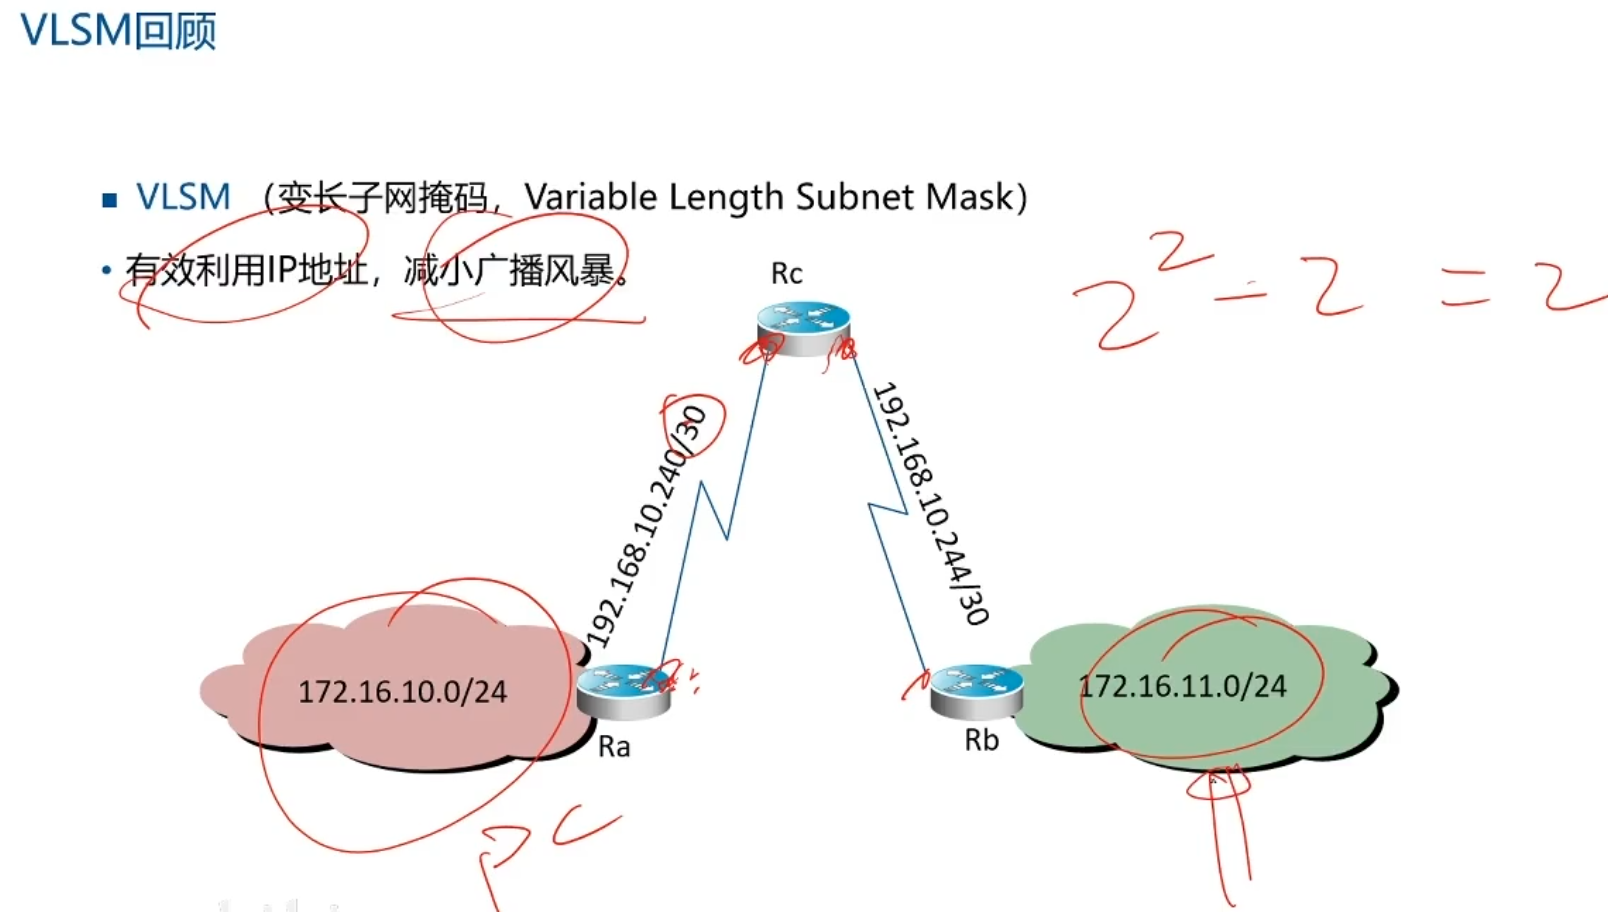 VLSM回顾
VLSM （变长子网掩码，Variable Length Subnet Mask）
有效利用IP地址，减小广播风暴。
2² - 2 = 2
Rc
192.168.10.240/30
192.168.10.244/30
172.16.10.0/24
172.16.11.0/24
Ra
Rb
PC